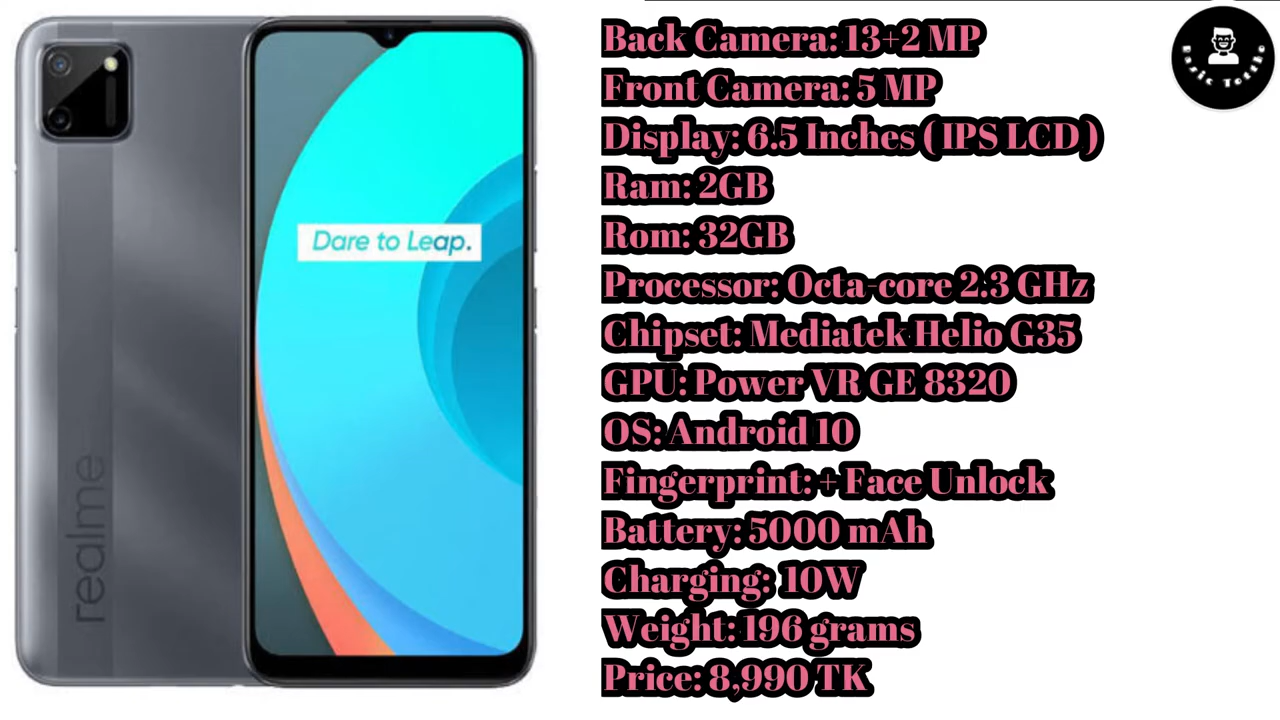 Back Camera: 13+2 MP
Front Camera: 5 MP
Display: 6.5 Inches ( IPS LCD )
Ram: 2GB
Rom: 32GB
Processor: Octa-core 2.3 GHz
Chipset: Mediatek Helio G35
GPU: Power VR GE 8320
OS: Android 10
Fingerprint: + Face Unlock
Battery: 5000 mAh
Charging: 10W
Weight: 196 grams
Price: 8,990 TK
Dare to Leap.
realme